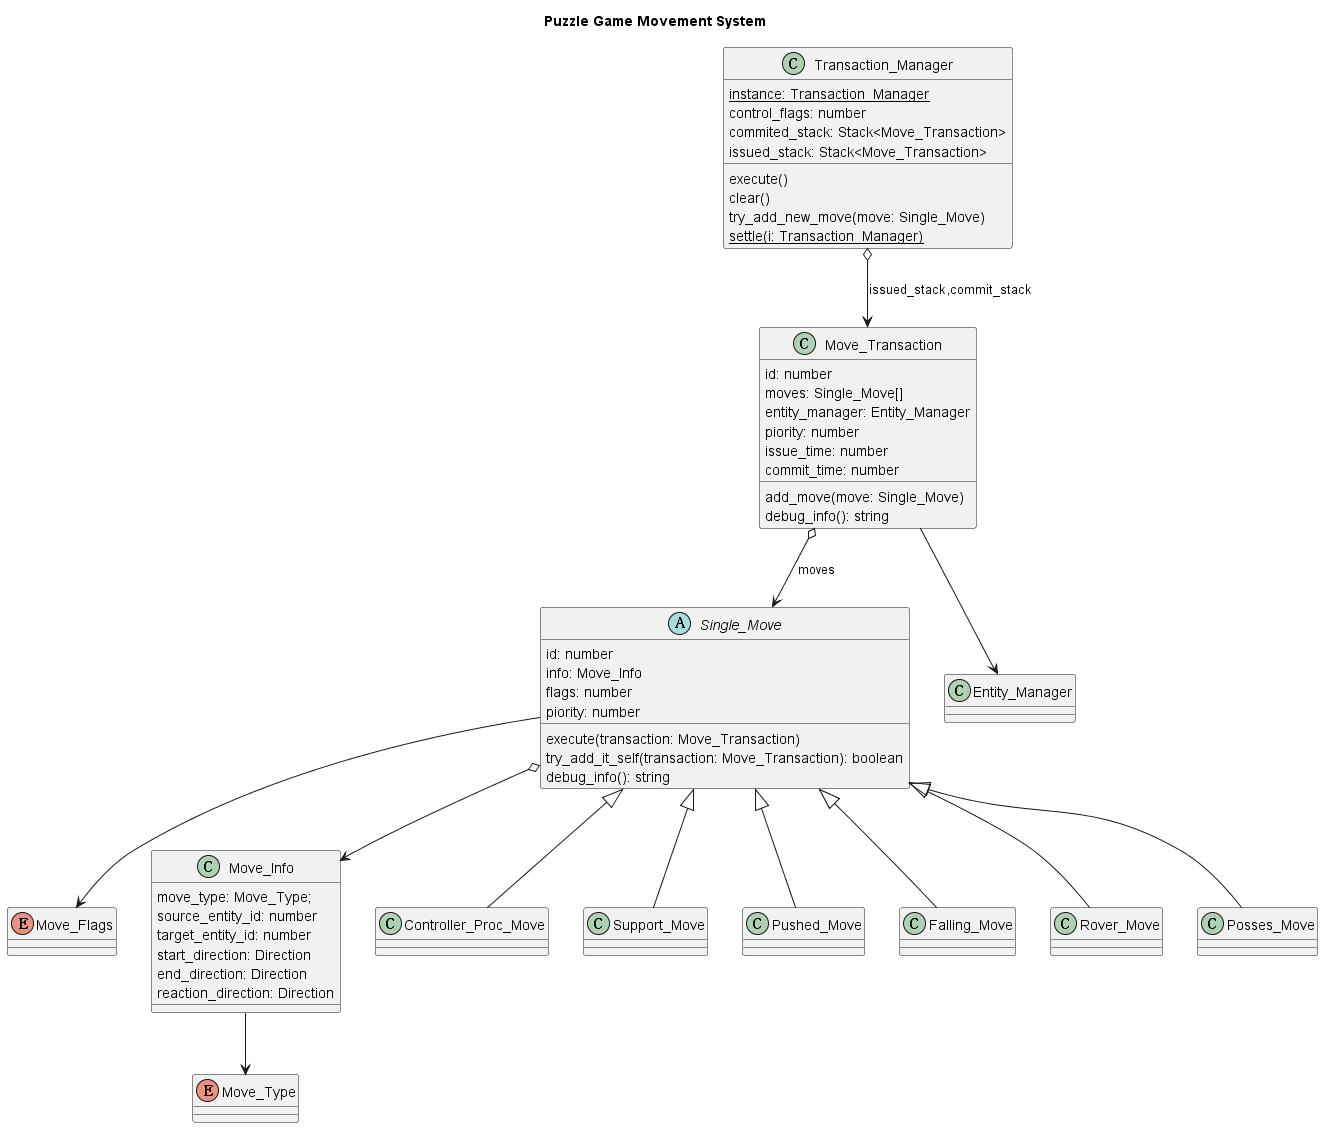 Puzzle Game Movement System
C Transaction_Manager
instance: Transaction_Manager
control_flags: number
commited_stack: Stack<Move_Transaction>
issued_stack: Stack<Move_Transaction>
execute()
clear()
try_add_new_move(move: Single_Move)
settle(i: Transaction_Manager)
issued_stack,commit_stack
C Move_Transaction
id: number
moves: Single_Move[]
entity_manager: Entity_Manager
piority: number
issue_time: number
commit_time: number
add_move(move: Single_Move)
debug_info(): string
moves
A Single_Move
id: number
info: Move_Info
flags: number
piority: number
execute(transaction: Move_Transaction)
try_add_it_self(transaction: Move_Transaction): boolean
debug_info(): string
C Entity_Manager
E Move_Flags
C Move_Info
move_type: Move_Type;
source_entity_id: number
target_entity_id: number
start_direction: Direction
end_direction: Direction
reaction_direction: Direction
C Controller_Proc_Move
C Support_Move
C Pushed_Move
C Falling_Move
C Rover_Move
C Posses_Move
E Move_Type